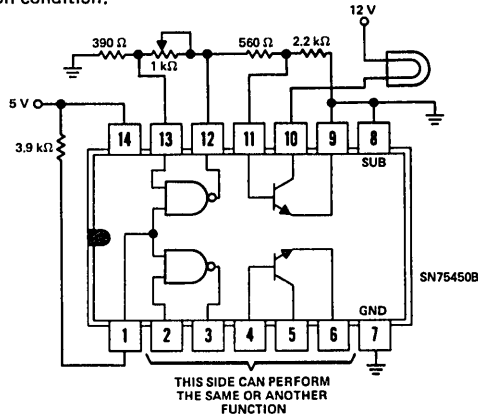 on condition.
12 V
390 Ω
1 kΩ
560 Ω
2.2 kΩ
5 V
3.9 kΩ
14
13
12
11
10
9
8
SUB
SN75450B
GND
1
2
3
4
5
6
7
THIS SIDE CAN PERFORM
THE SAME OR ANOTHER
FUNCTION